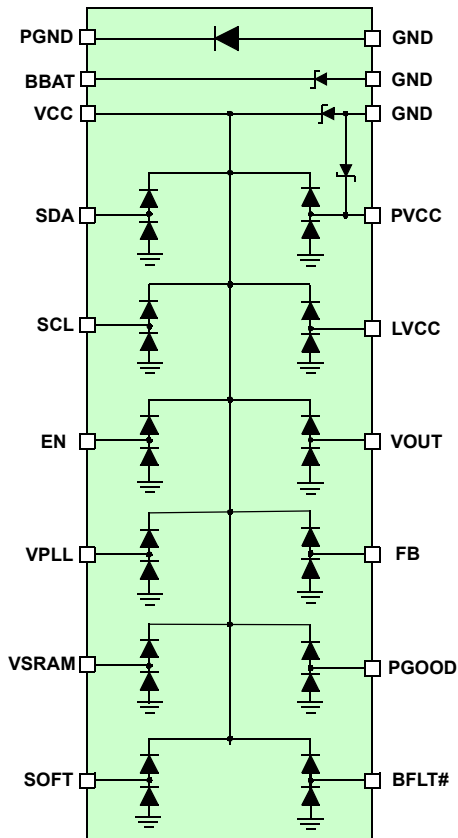 PGND GND
BBAT GND
VCC GND
SDA PVCC
SCL LVCC
EN VOUT
VPLL FB
VSRAM PGOOD
SOFT BFLT#